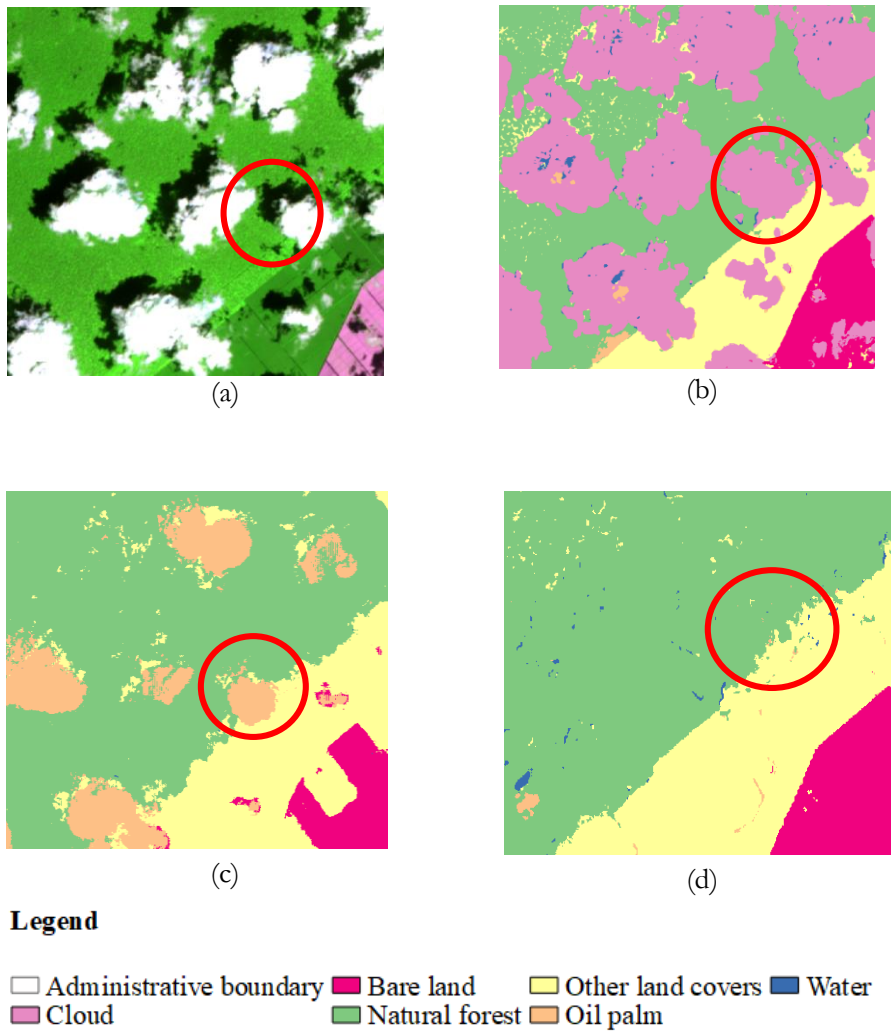 (a)
(b)
(c)
(d)
Legend
Administrative boundary Bare land Other land covers Water
Cloud Natural forest Oil palm